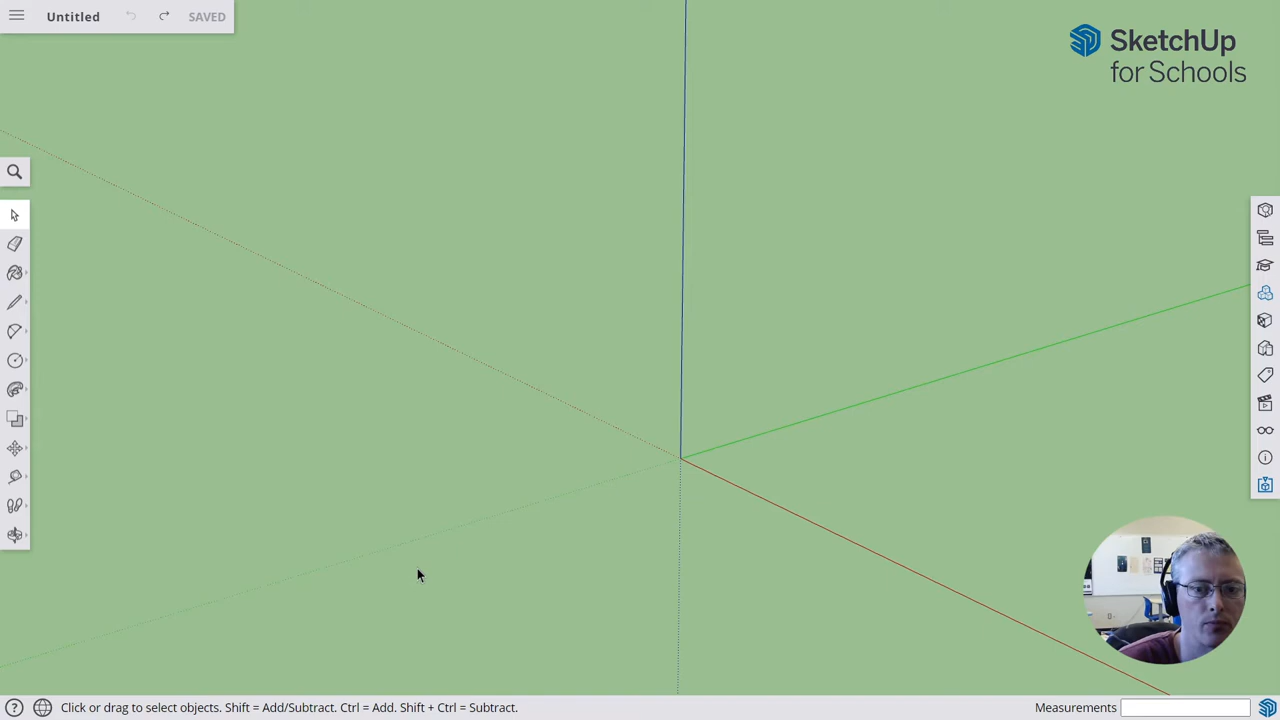 Untitled
SAVED
SketchUp
for Schools
Click or drag to select objects. Shift = Add/Subtract. Ctrl = Add. Shift + Ctrl = Subtract.
Measurements